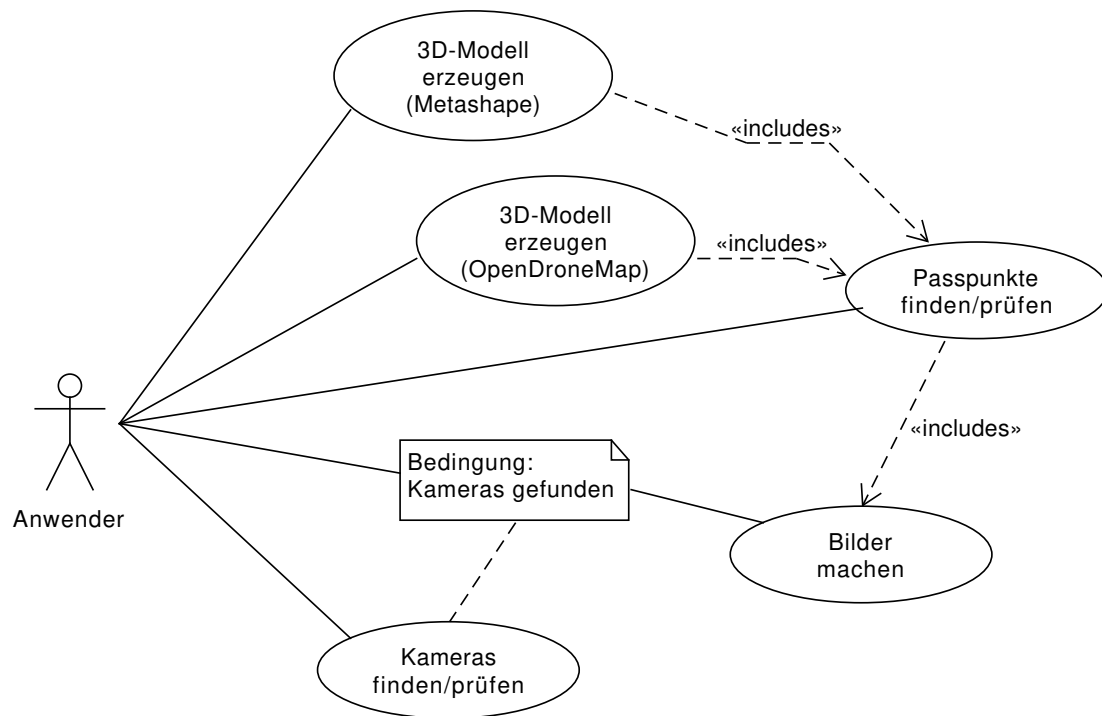 3D-Modell
erzeugen
(Metashape)
«includes»
3D-Modell
erzeugen
(OpenDroneMap)
«includes»
Passpunkte
finden/prüfen
«includes»
Anwender
Bedingung:
Kameras gefunden
Bilder
machen
Kameras
finden/prüfen